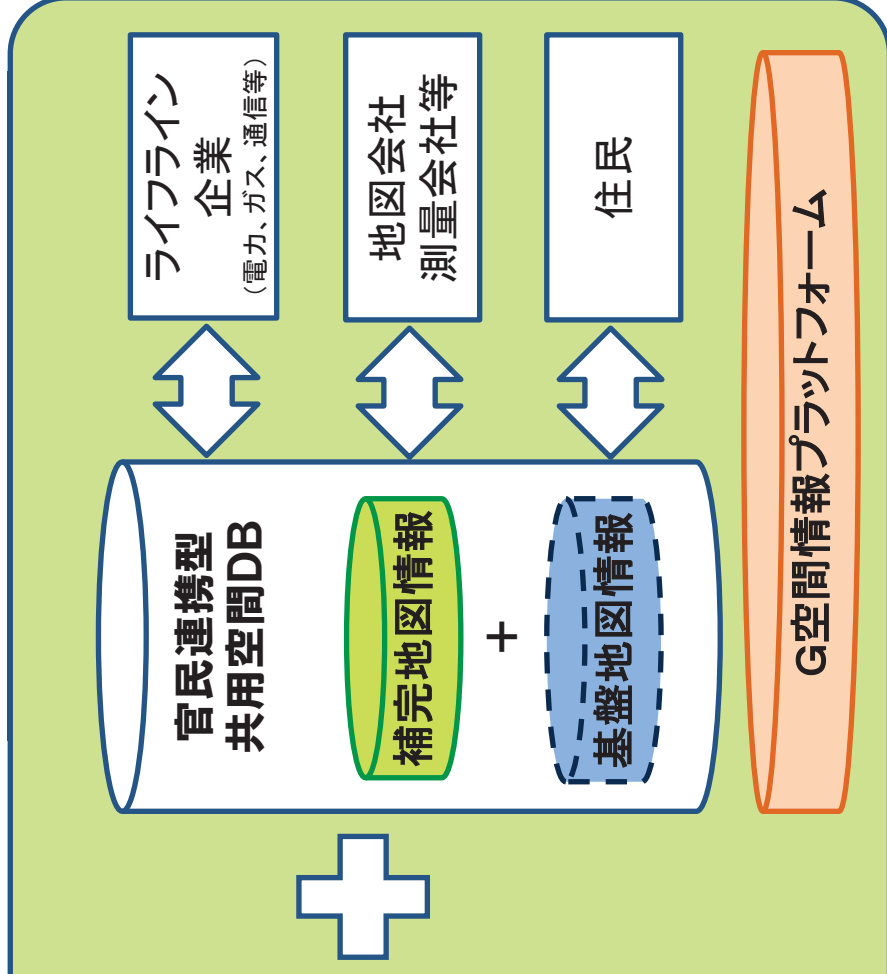 官民連携型
共用空間DB
補完地図情報
+
基盤地図情報
ライフライン
企業
(電力、ガス、通信等)
地図会社
測量会社等
住民
G空間情報プラットフォーム